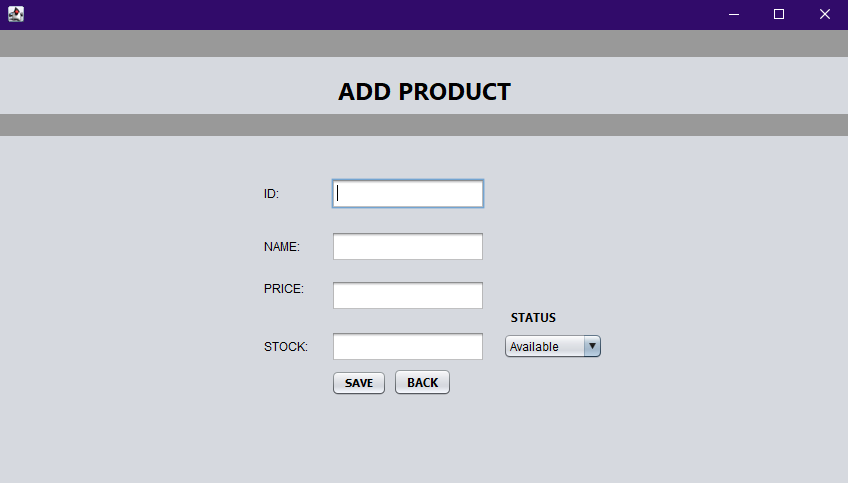 ADD PRODUCT
ID:
NAME:
PRICE:
STATUS
STOCK:
Available
SAVE
BACK